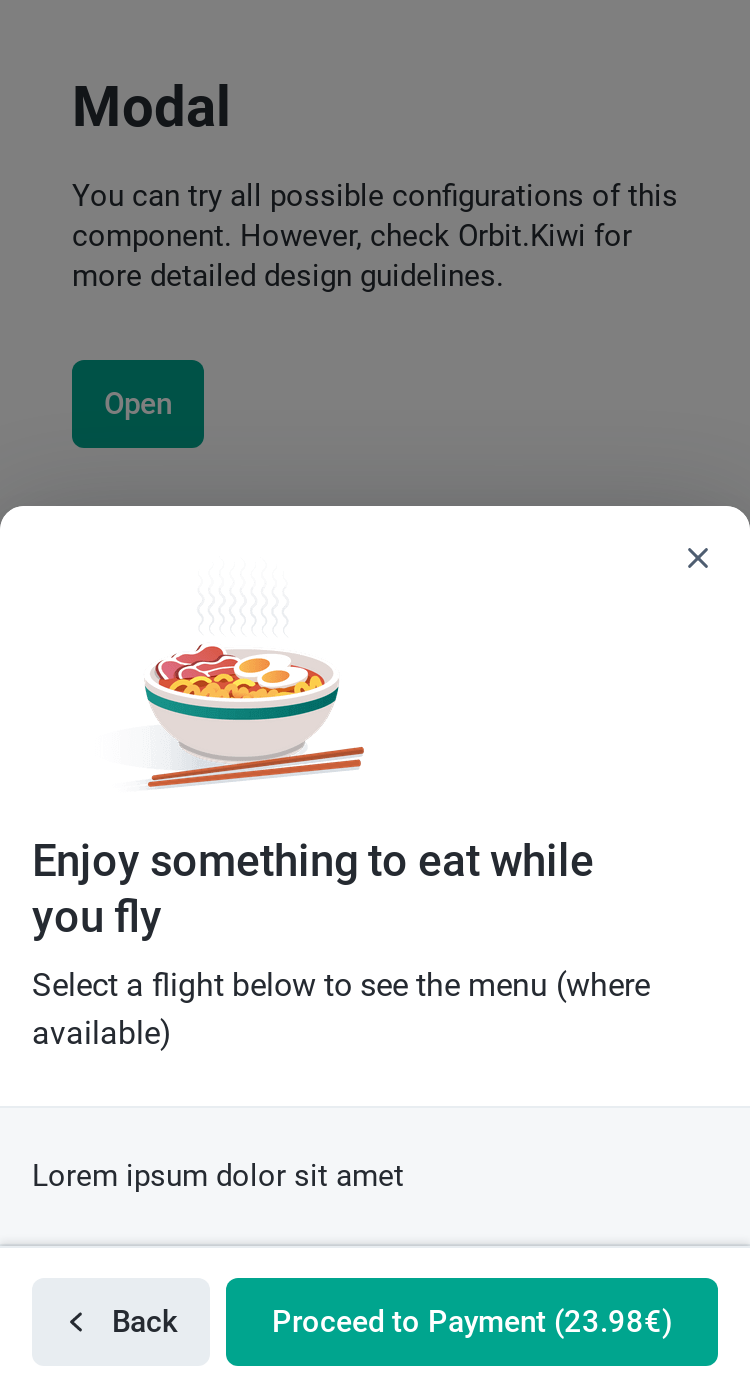 Modal
You can try all possible configurations of this
component. However, check Orbit.Kiwi for
more detailed design guidelines.
Open
Enjoy something to eat while
you fly
Select a flight below to see the menu (where
available)
Lorem ipsum dolor sit amet
Back
Proceed to Payment (23.98€)